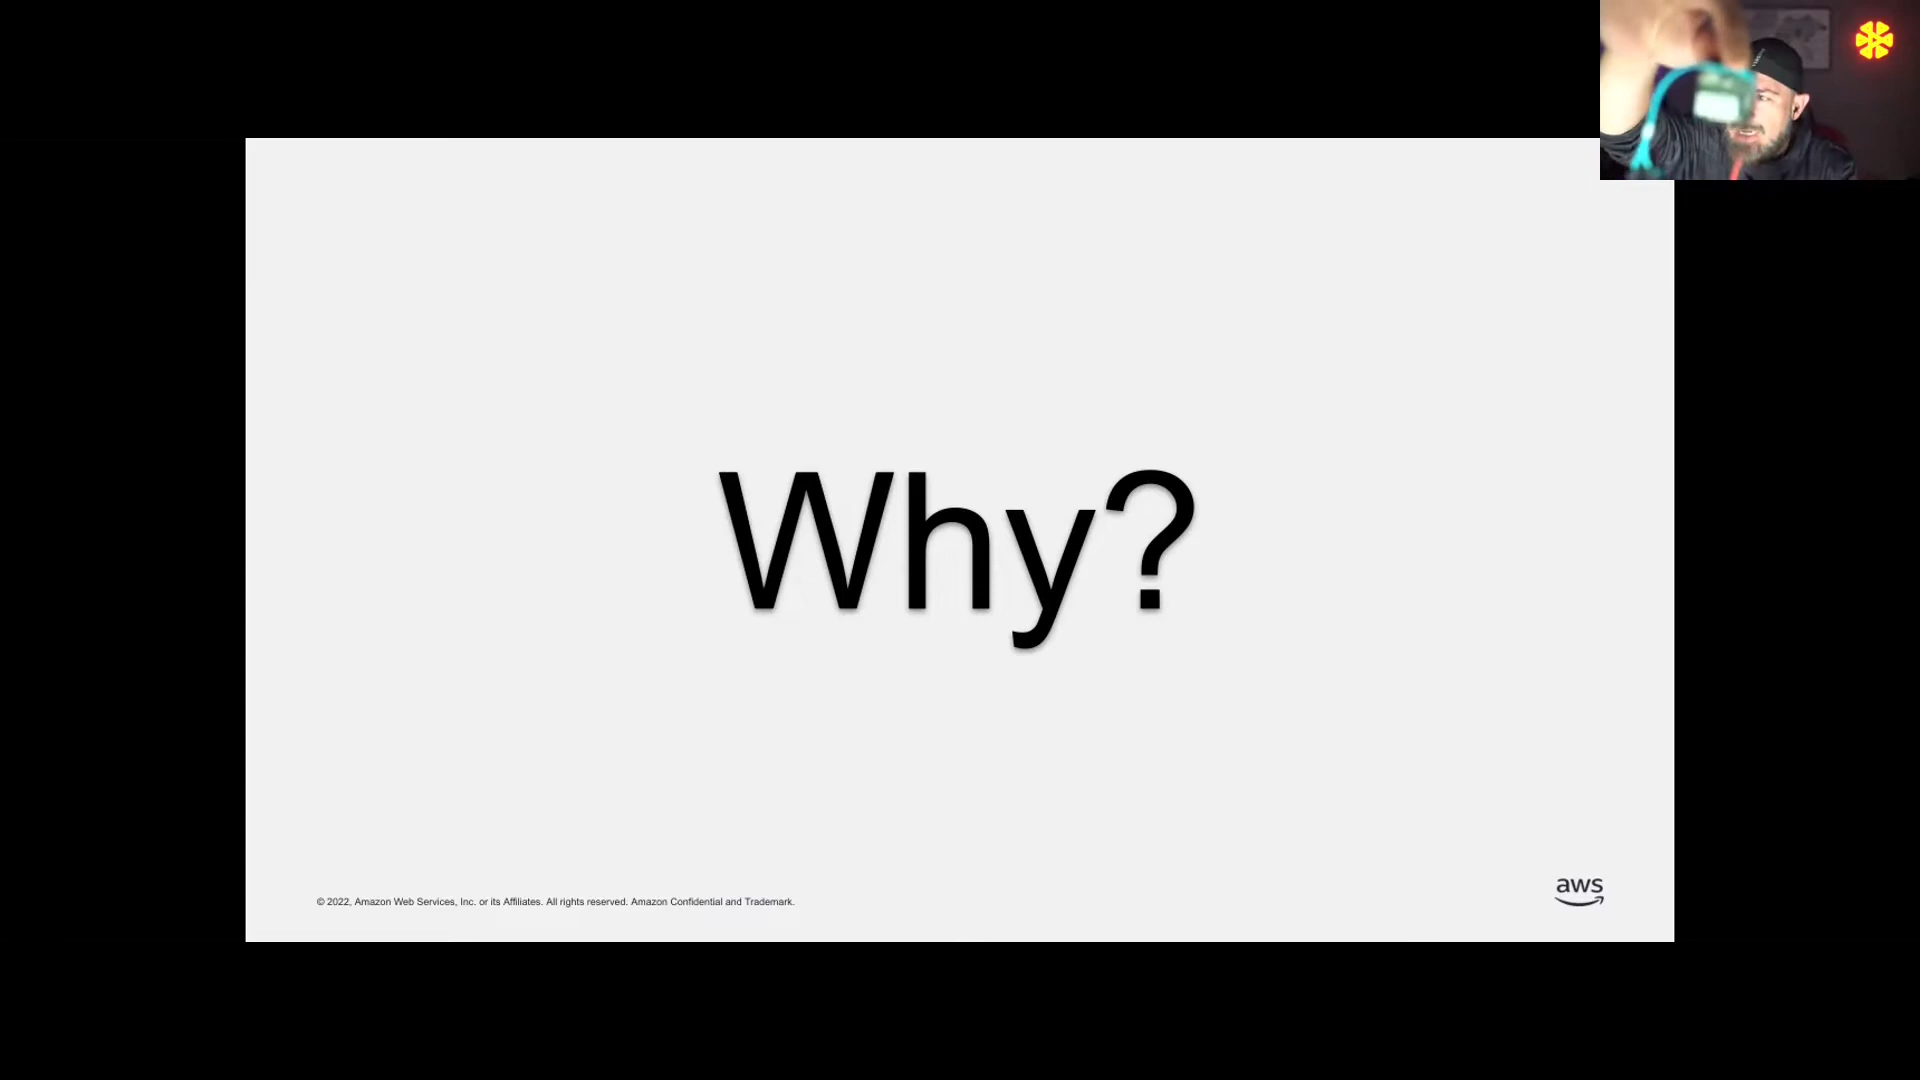 Why?
© 2022, Amazon Web Services, Inc. or its Affiliates. All rights reserved. Amazon Confidential and Trademark.
aws